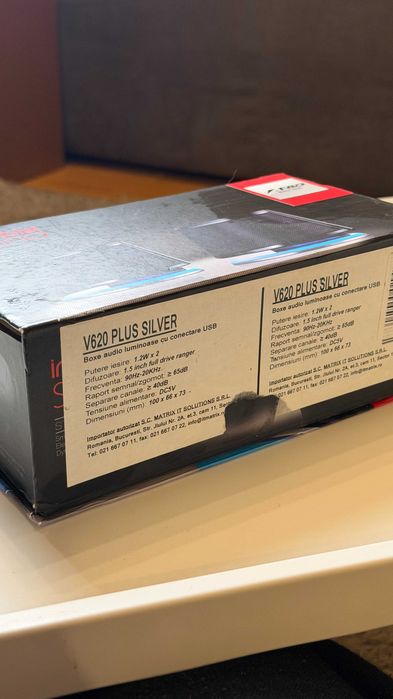 V620 PLUS SILVER
Boxe audio luminoase cu conectare USB
Putere iesire: 1.2W x 2
Difuzoare: 1.5 inch full drive ranger
Frecventa: 90Hz-20KHz
Raport semnal/zgomot: ≥ 65dB
Separare canale: ≥ 40dB
Tensiune alimentare: DC5V
Dimensiuni (mm): 100 x 66 x 73
Importator autorizat S.C. MATRIX IT SOLUTIONS S.R.L.
Romania, Bucuresti, Str. Jiului Nr. 2A, et.3, cam 11,
Tel: 021 667 07 11, fax: 021 667 07 22,
V620 PLUS SILVER
Boxe audio luminoase cu conectare USB
Putere iesire: 1.2W x 2
Difuzoare: 1.5 inch full drive ranger
Frecventa: 90Hz-20KHz
Raport semnal/zgomot: ≥ 65dB
Separare canale: ≥ 40dB
Tensiune alimentare: DC5V
Dimensiuni (mm): 100 x 66 x 73
Importator autorizat S.C. MATRIX IT SOLUTIONS S.R.L.
Romania, Bucuresti, Str. Jiului Nr. 2A, et.3, cam 11,
Tel: 021 667 07 11, fax: 021 667 07 22, info@itmatrix.